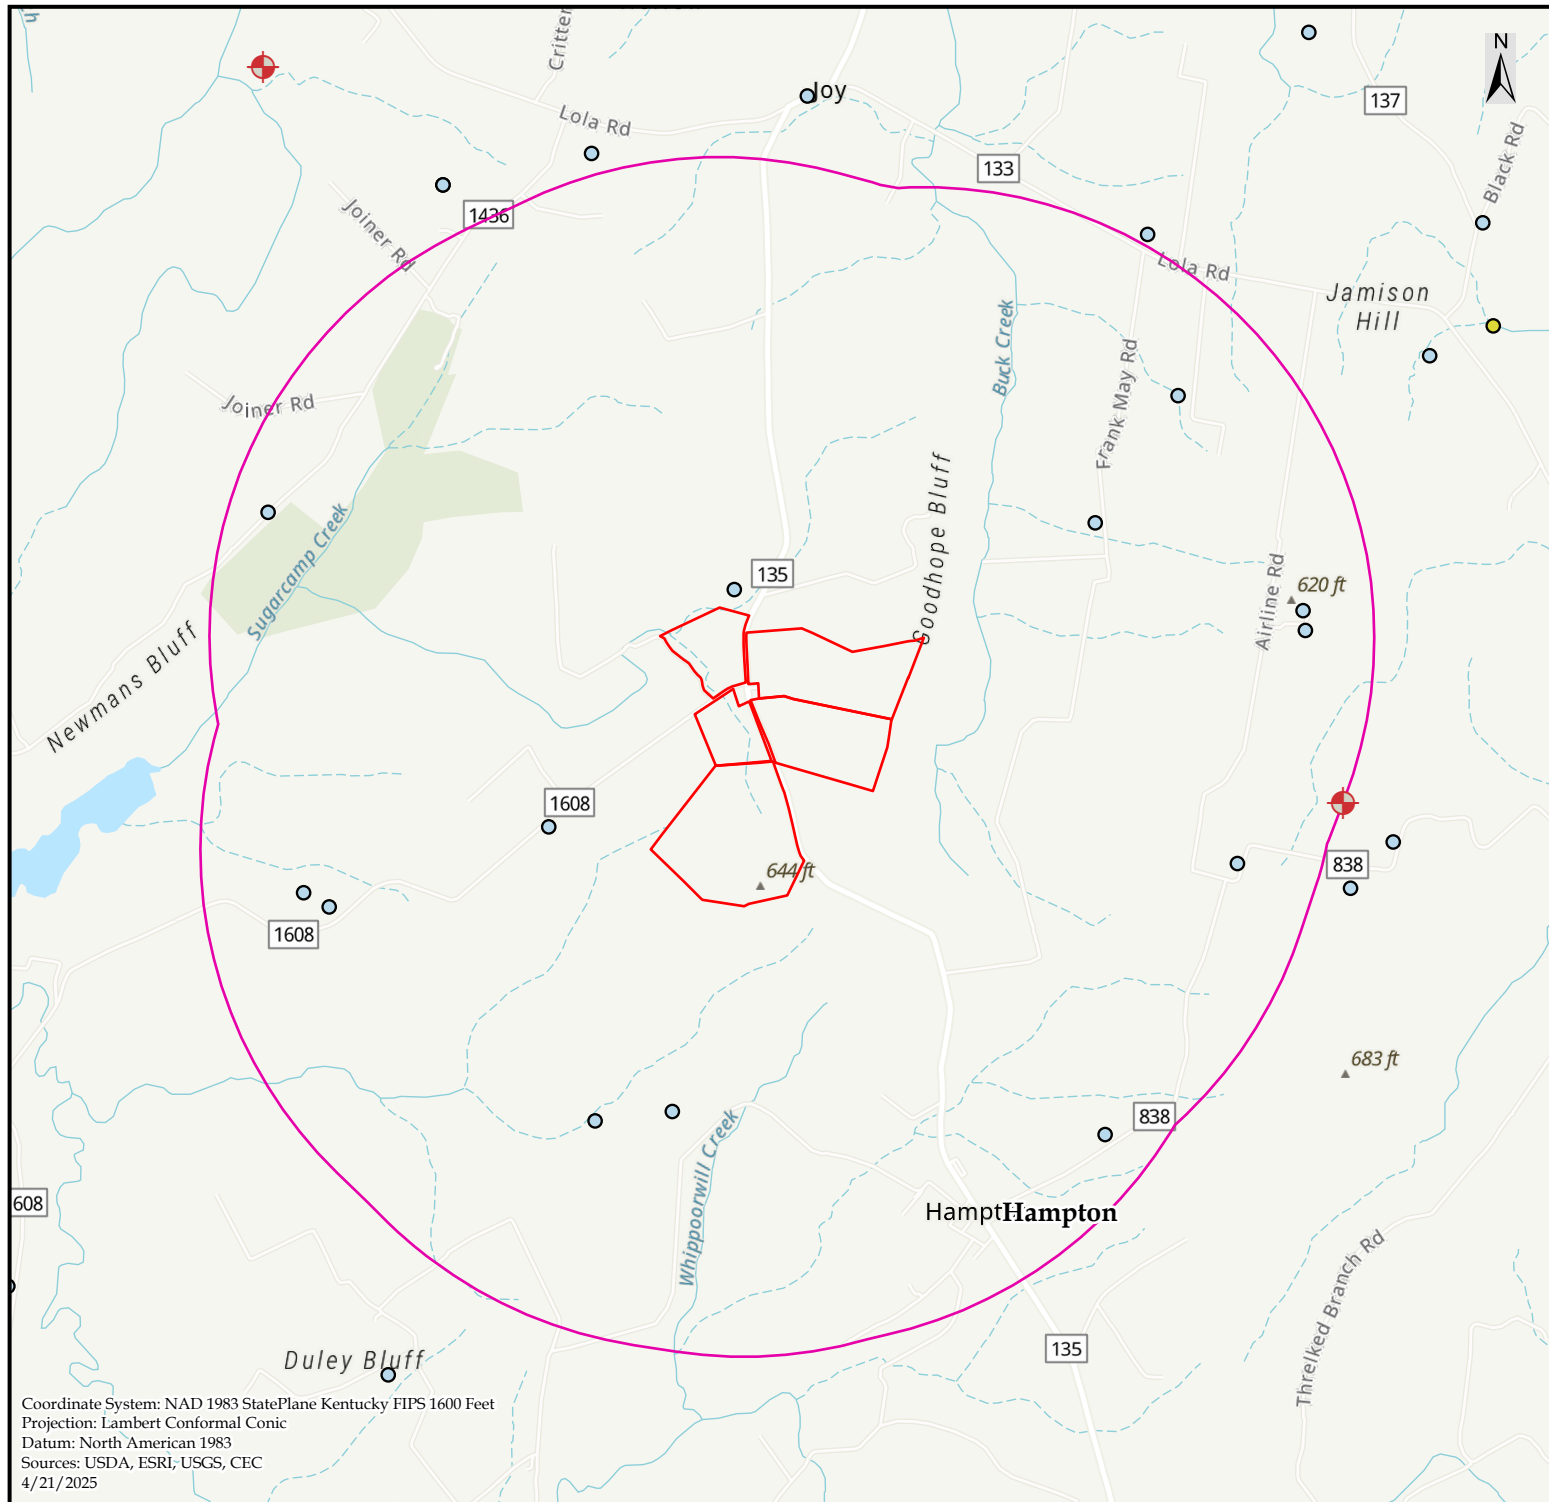 Critter
N
Joy
137
Lola Rd
133
Black Rd
1436
Joiner Rd
Lola Rd
Jamison
Hill
Buck Creek
Frank May Rd
Joiner Rd
Goodhope Bluff
Sugarcamp Creek
135
620 ft
Airline Rd
Newmans Bluff
1608
838
644 ft
1608
683 ft
838
Whippoorwill Creek
608
Hampt
Hampton
Threlked Branch Rd
135
Duley Bluff
Coordinate System: NAD 1983 StatePlane Kentucky FIPS 1600 Feet
Projection: Lambert Conformal Conic
Datum: North American 1983
Sources: USDA, ESRI, USGS, CEC
4/21/2025